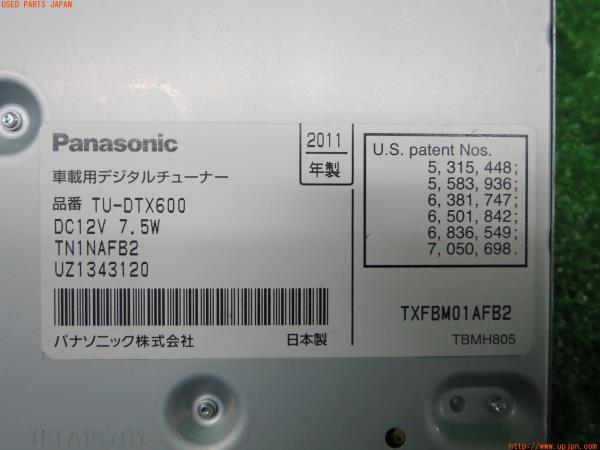 USED PARTS JAPAN
Panasonic
2011
年製
車載用デジタルチューナー
品番 TU-DTX600
DC12V 7.5W
TN1NAFB2
UZ1343120
パナソニック株式会社
日本製
U.S. patent Nos.
5, 315, 448;
5, 583, 936;
6, 381, 747;
6, 501, 842;
6, 836, 549;
7, 050, 698.
TXFBM01AFB2
TBMH805
http://www.upjpn.com/